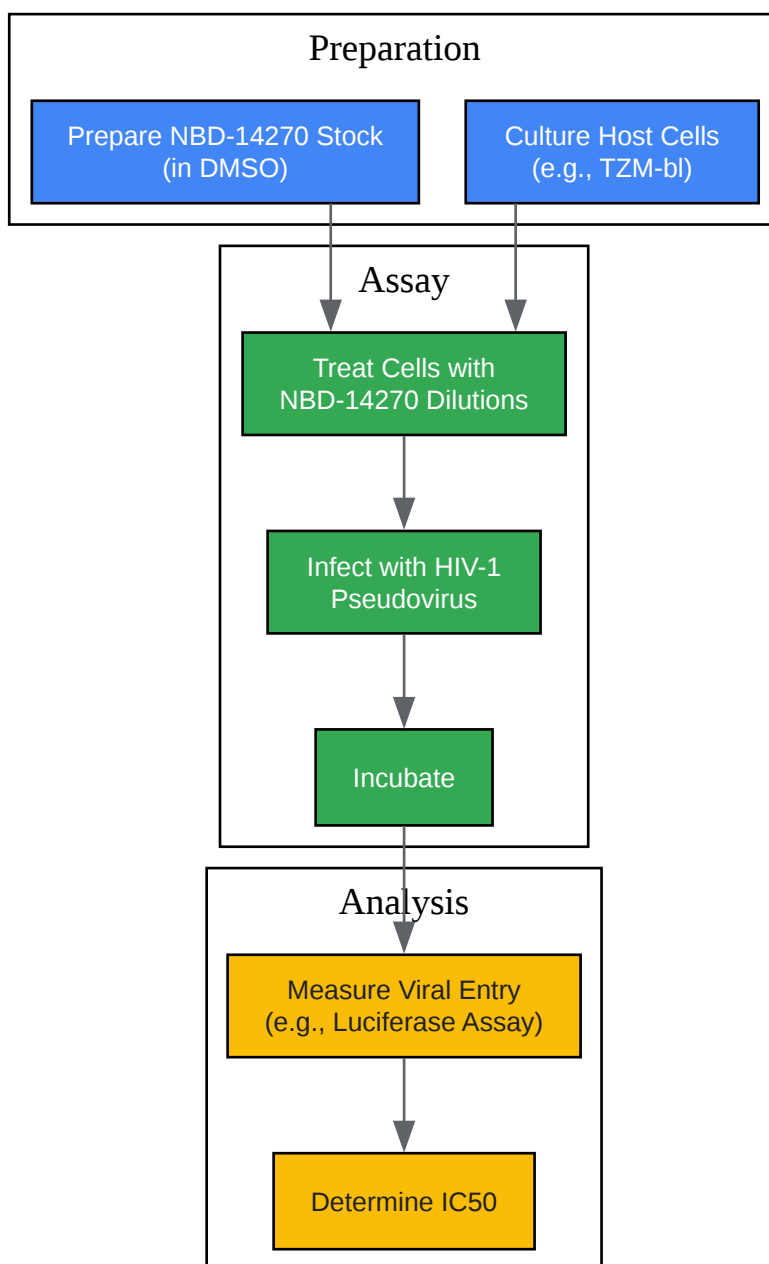 Preparation
Prepare NBD-14270 Stock
(in DMSO)
Culture Host Cells
(e.g., TZM-bl)
Assay
Treat Cells with
NBD-14270 Dilutions
Infect with HIV-1
Pseudovirus
Incubate
Analysis
Measure Viral Entry
(e.g., Luciferase Assay)
Determine IC50